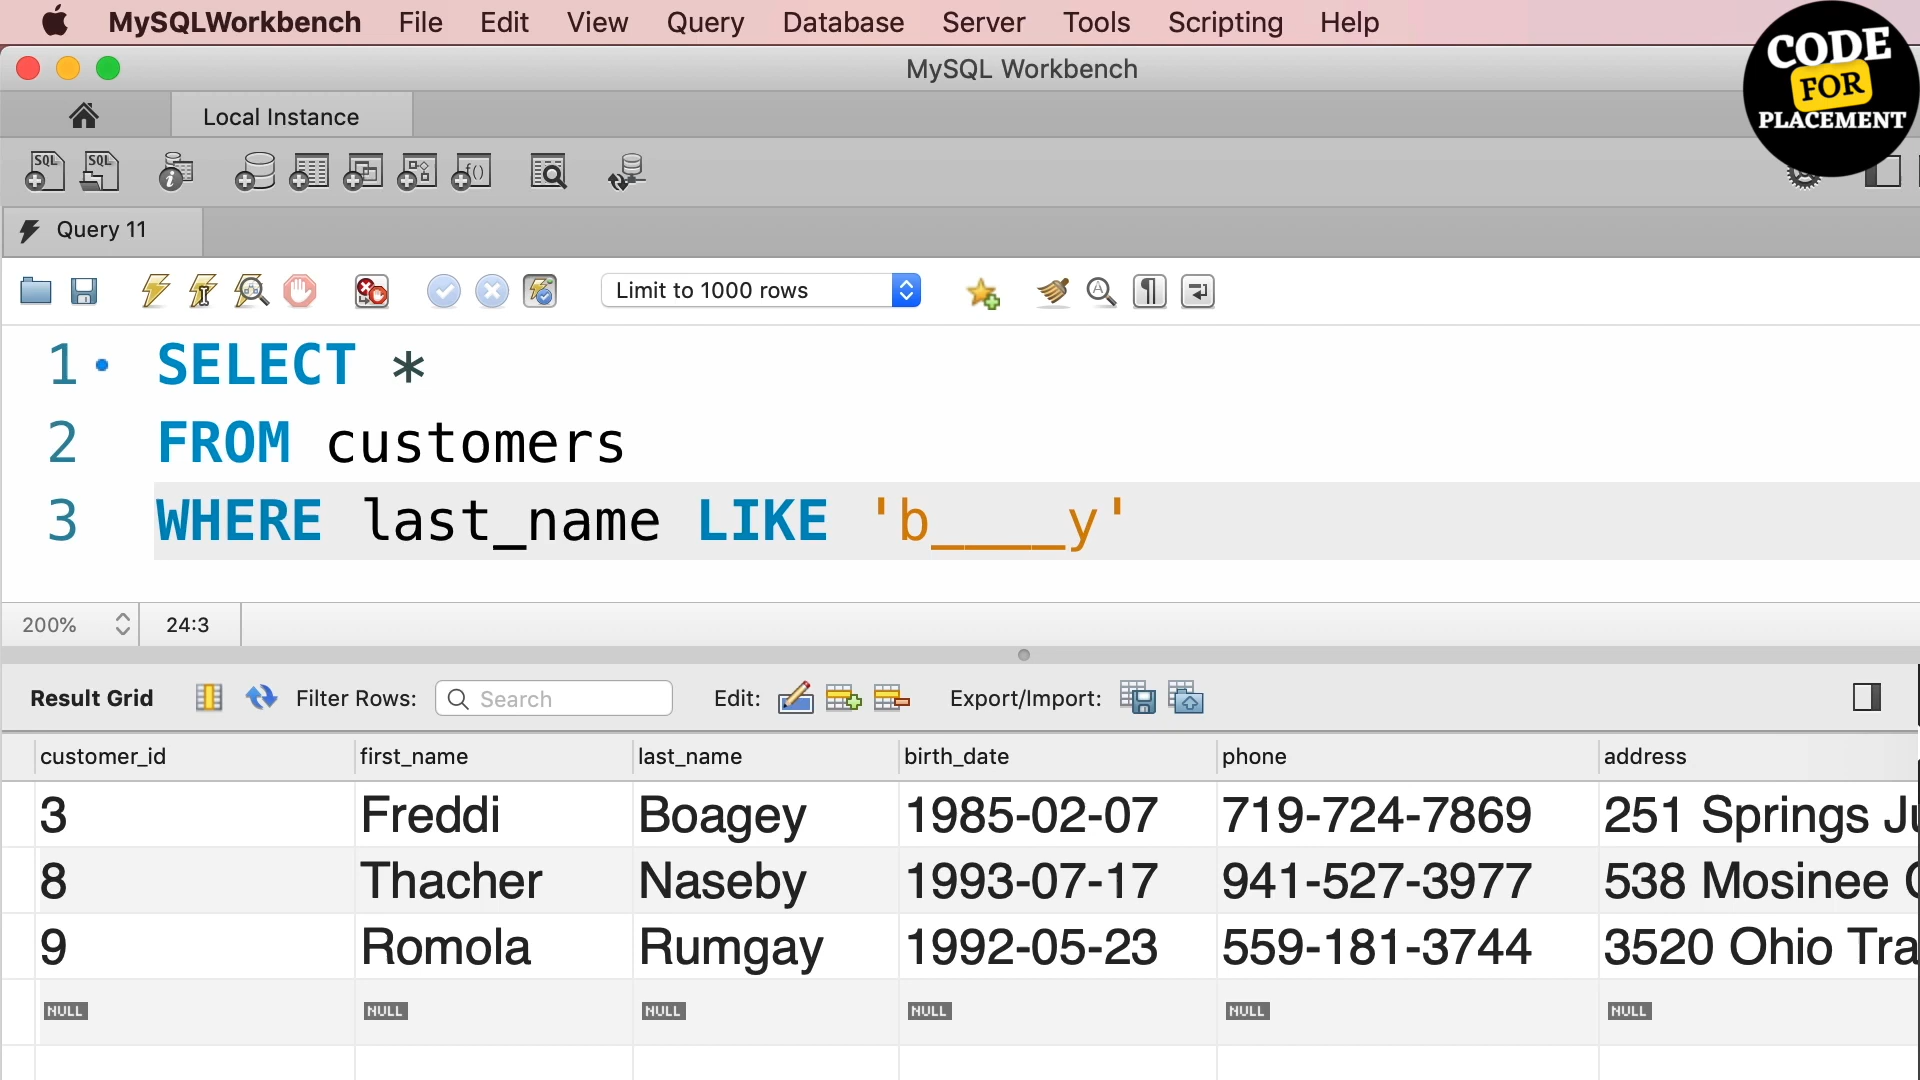 MySQLWorkbench File Edit View Query Database Server Tools Scripting Help
MySQL Workbench
CODE
FOR
PLACEMENT
Local Instance
SQL SQL
Query 11
Limit to 1000 rows
1 SELECT *
2 FROM customers
3 WHERE last_name LIKE 'b____y'
200% 24:3
Result Grid Filter Rows: Search Edit: Export/Import:
customer_id first_name last_name birth_date phone address
3 Freddi Boagey 1985-02-07 719-724-7869 251 Springs
8 Thacher Naseby 1993-07-17 941-527-3977 538 Mosinee
9 Romola Rumgay 1992-05-23 559-181-3744 3520 Ohio Tra
NULL NULL NULL NULL NULL NULL